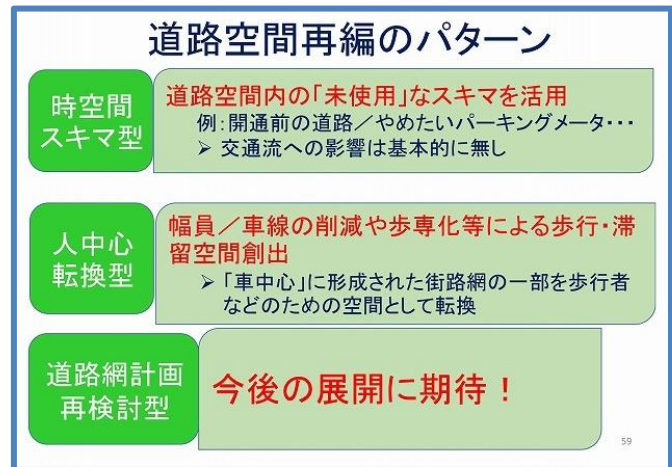 道路空間再編のパターン
時空間
スキマ型
道路空間内の「未使用」なスキマを活用
例：開通前の道路／やめたいパーキングメータ・・・
➢ 交通流への影響は基本的に無し
人中心
転換型
幅員／車線の削減や歩専化等による歩行・滞
留空間創出
➢ 「車中心」に形成された街路網の一部を歩行者
などのための空間として転換
道路網計画
再検討型
今後の展開に期待！
59